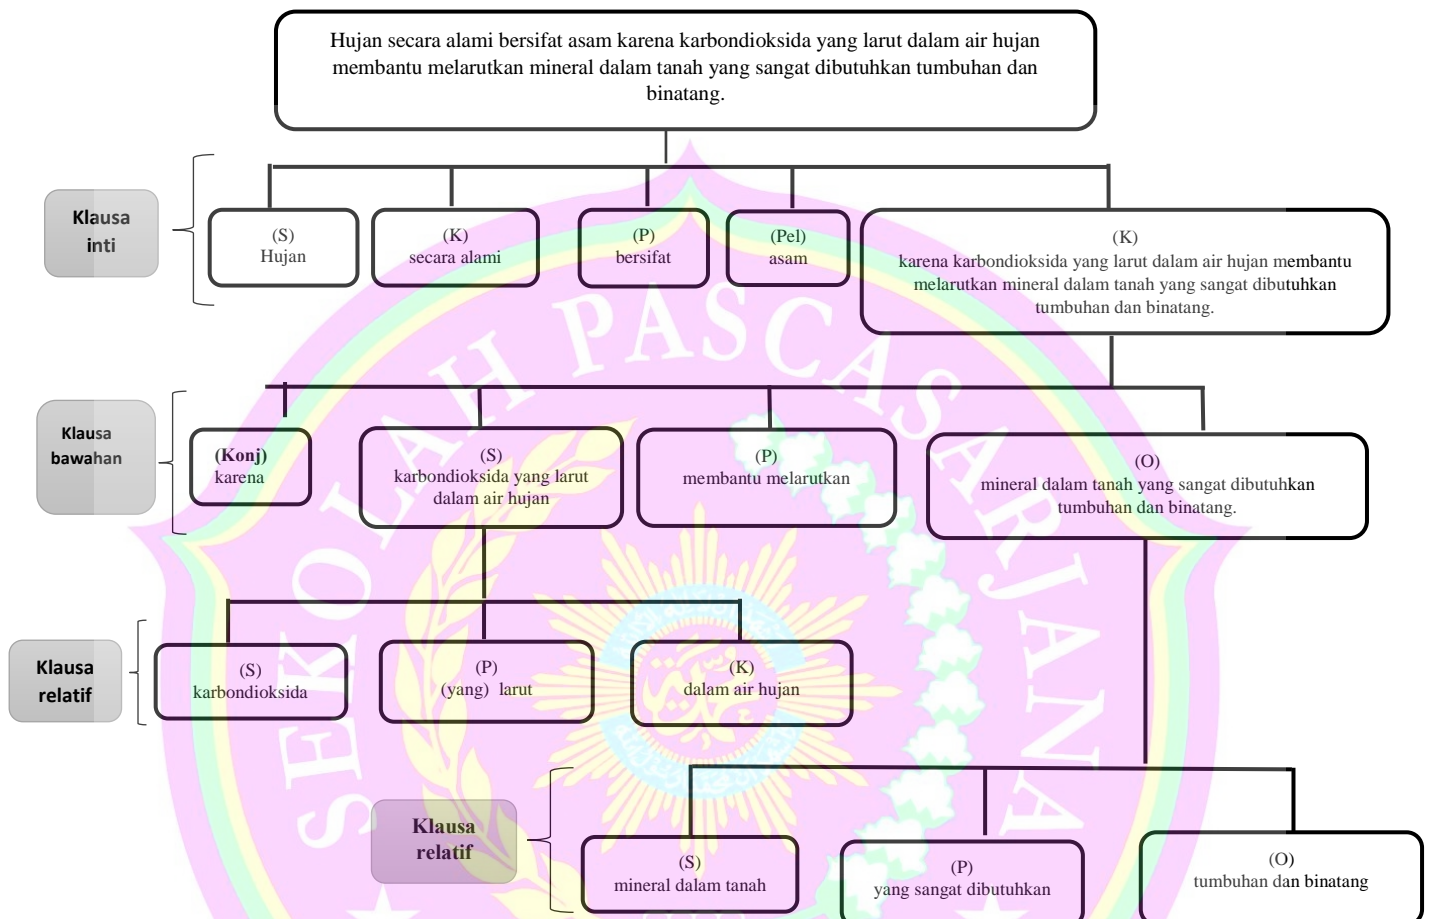 Hujan secara alami bersifat asam karena karbondioksida yang larut dalam air hujan
membantu melarutkan mineral dalam tanah yang sangat dibutuhkan tumbuhan dan
binatang.
Klausa
inti
(S)
Hujan
(K)
secara alami
(P)
bersifat
(Pel)
asam
(K)
karena karbondioksida yang larut dalam air hujan membantu
melarutkan mineral dalam tanah yang sangat dibutuhkan
tumbuhan dan binatang.
SEKOLAH PASCASARJANA
Klausa
bawahan
(Konj)
karena
(S)
karbondioksida yang larut
dalam air hujan
(P)
membantu melarutkan
(O)
mineral dalam tanah yang sangat dibutuhkan
tumbuhan dan binatang.
Klausa
relatif
(S)
karbondioksida
(P)
(yang) larut
(K)
dalam air hujan
Klausa
relatif
(S)
mineral dalam tanah
(P)
yang sangat dibutuhkan
(O)
tumbuhan dan binatang